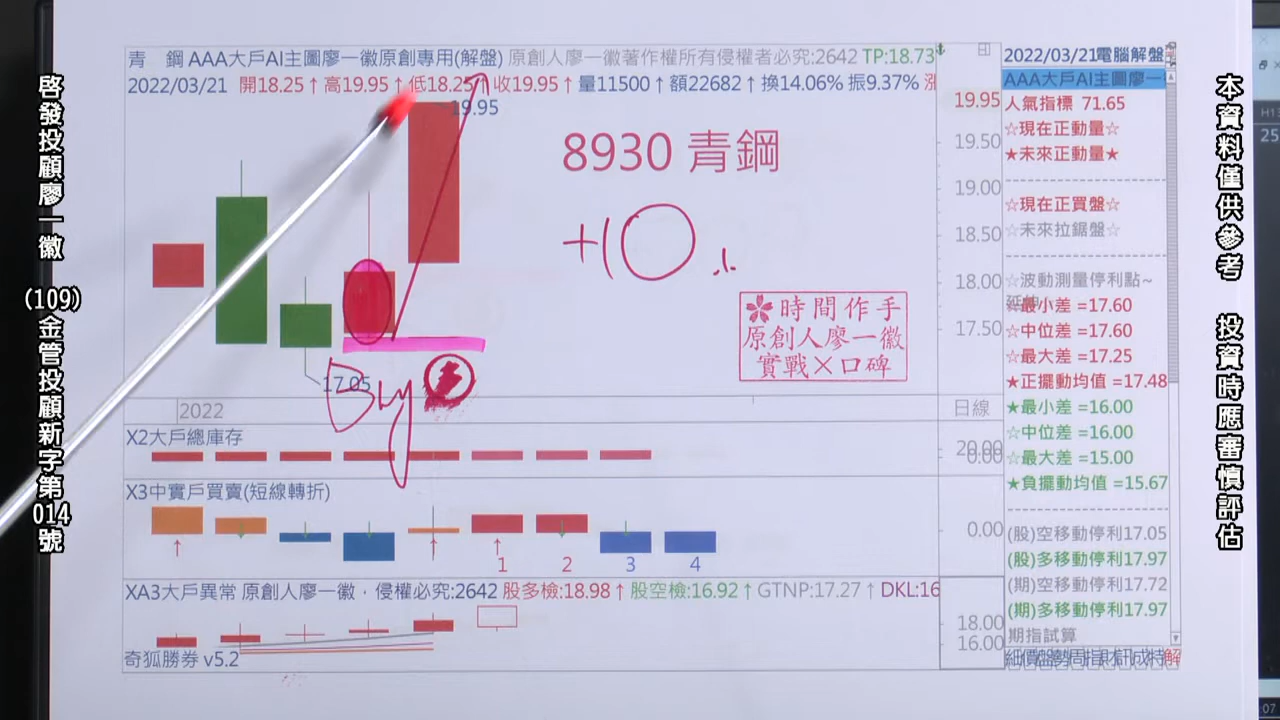 啓發投顧廖一徽 (109)金管投顧新字第014號
本資料僅供參考 投資時應審慎評估
青 鋼 AAA大戶AI主圖廖一徽原創專用(解盤) 原創人廖一徽著作權所有侵權者必究:2642 TP:18.73
2022/03/21 開18.25↑ 高19.95↑ 低18.25↑ 收19.95↑ 量11500↑ 額22682↑ 換14.06% 振9.37% 漲
19.95
8930 青鋼
+10
時間作手
原創人廖一徽
實戰×口碑
17.05
Buy
2022
日線
19.95
19.50
19.00
18.50
18.00
17.50
X2大戶總庫存
20.00
0.00
X3中實戶買賣(短線轉折)
0.00
1 2 3 4
XA3大戶異常 原創人廖一徽,侵權必究:2642 股多檢:18.98↑ 股空檢:16.92↑ GTNP:17.27↑ DKL:16
18.00
16.00
奇狐勝券 v5.2
2022/03/21電腦解盤
AAA大戶AI主圖廖一
人氣指標 71.65
☆現在正動量☆
★未來正動量★
☆現在正買盤☆
☆未來拉鋸盤☆
☆波動測量停利點~
★最小差 =17.60
☆中位差 =17.60
☆最大差 =17.25
★正擺動均值 =17.48
★最小差 =16.00
☆中位差 =16.00
☆最大差 =15.00
★負擺動均值 =15.67
(股)空移動停利17.05
(股)多移動停利17.97
(期)空移動停利17.72
(期)多移動停利17.97
期指試算